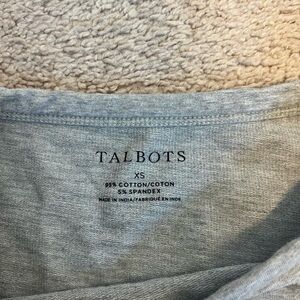 TALBOTS
XS
95% COTTON/COTON
5% SPANDEX
MADE IN INDIA/FABRIQUÉ EN INDE